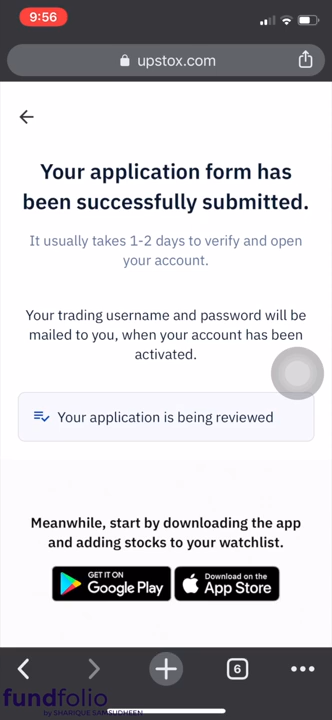 9:56
upstox.com
Your application form has
been successfully submitted.
It usually takes 1-2 days to verify and open
your account.
Your trading username and password will be
mailed to you, when your account has been
activated.
Your application is being reviewed
Meanwhile, start by downloading the app
and adding stocks to your watchlist.
GET IT ON
Google Play
Download on the
App Store
6
fundfolio
by SHARIQUE SAMSUDHEEN